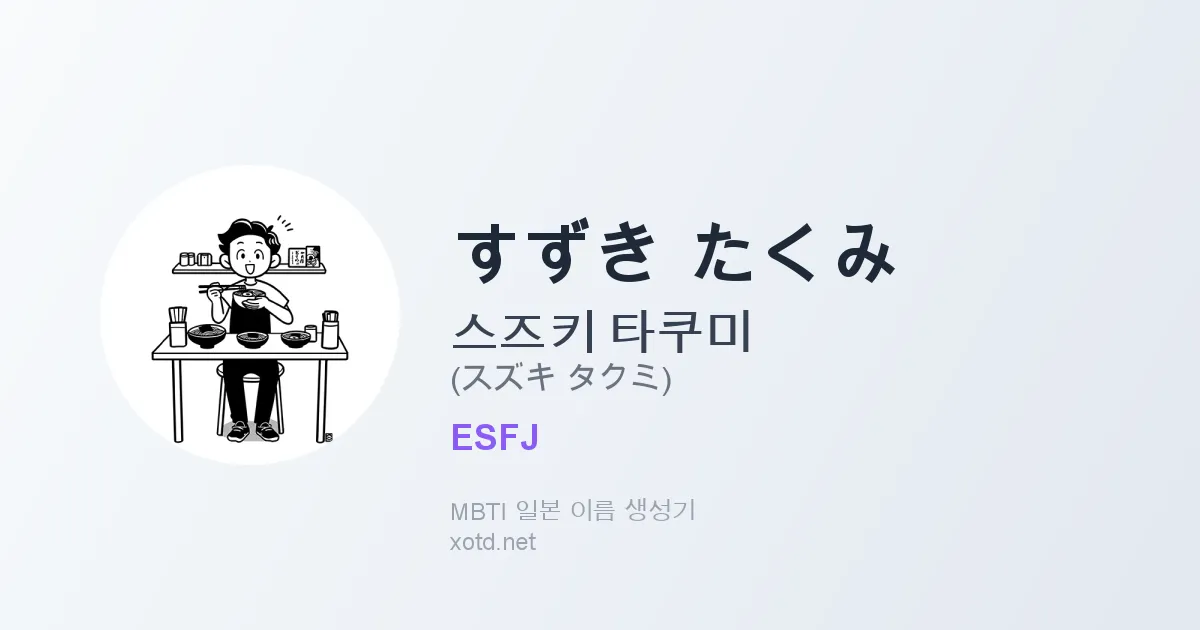 すずき たくみ
스즈키 타쿠미
(スズキ タクミ)
ESFJ
MBTI 일본 이름 생성기
xotd.net